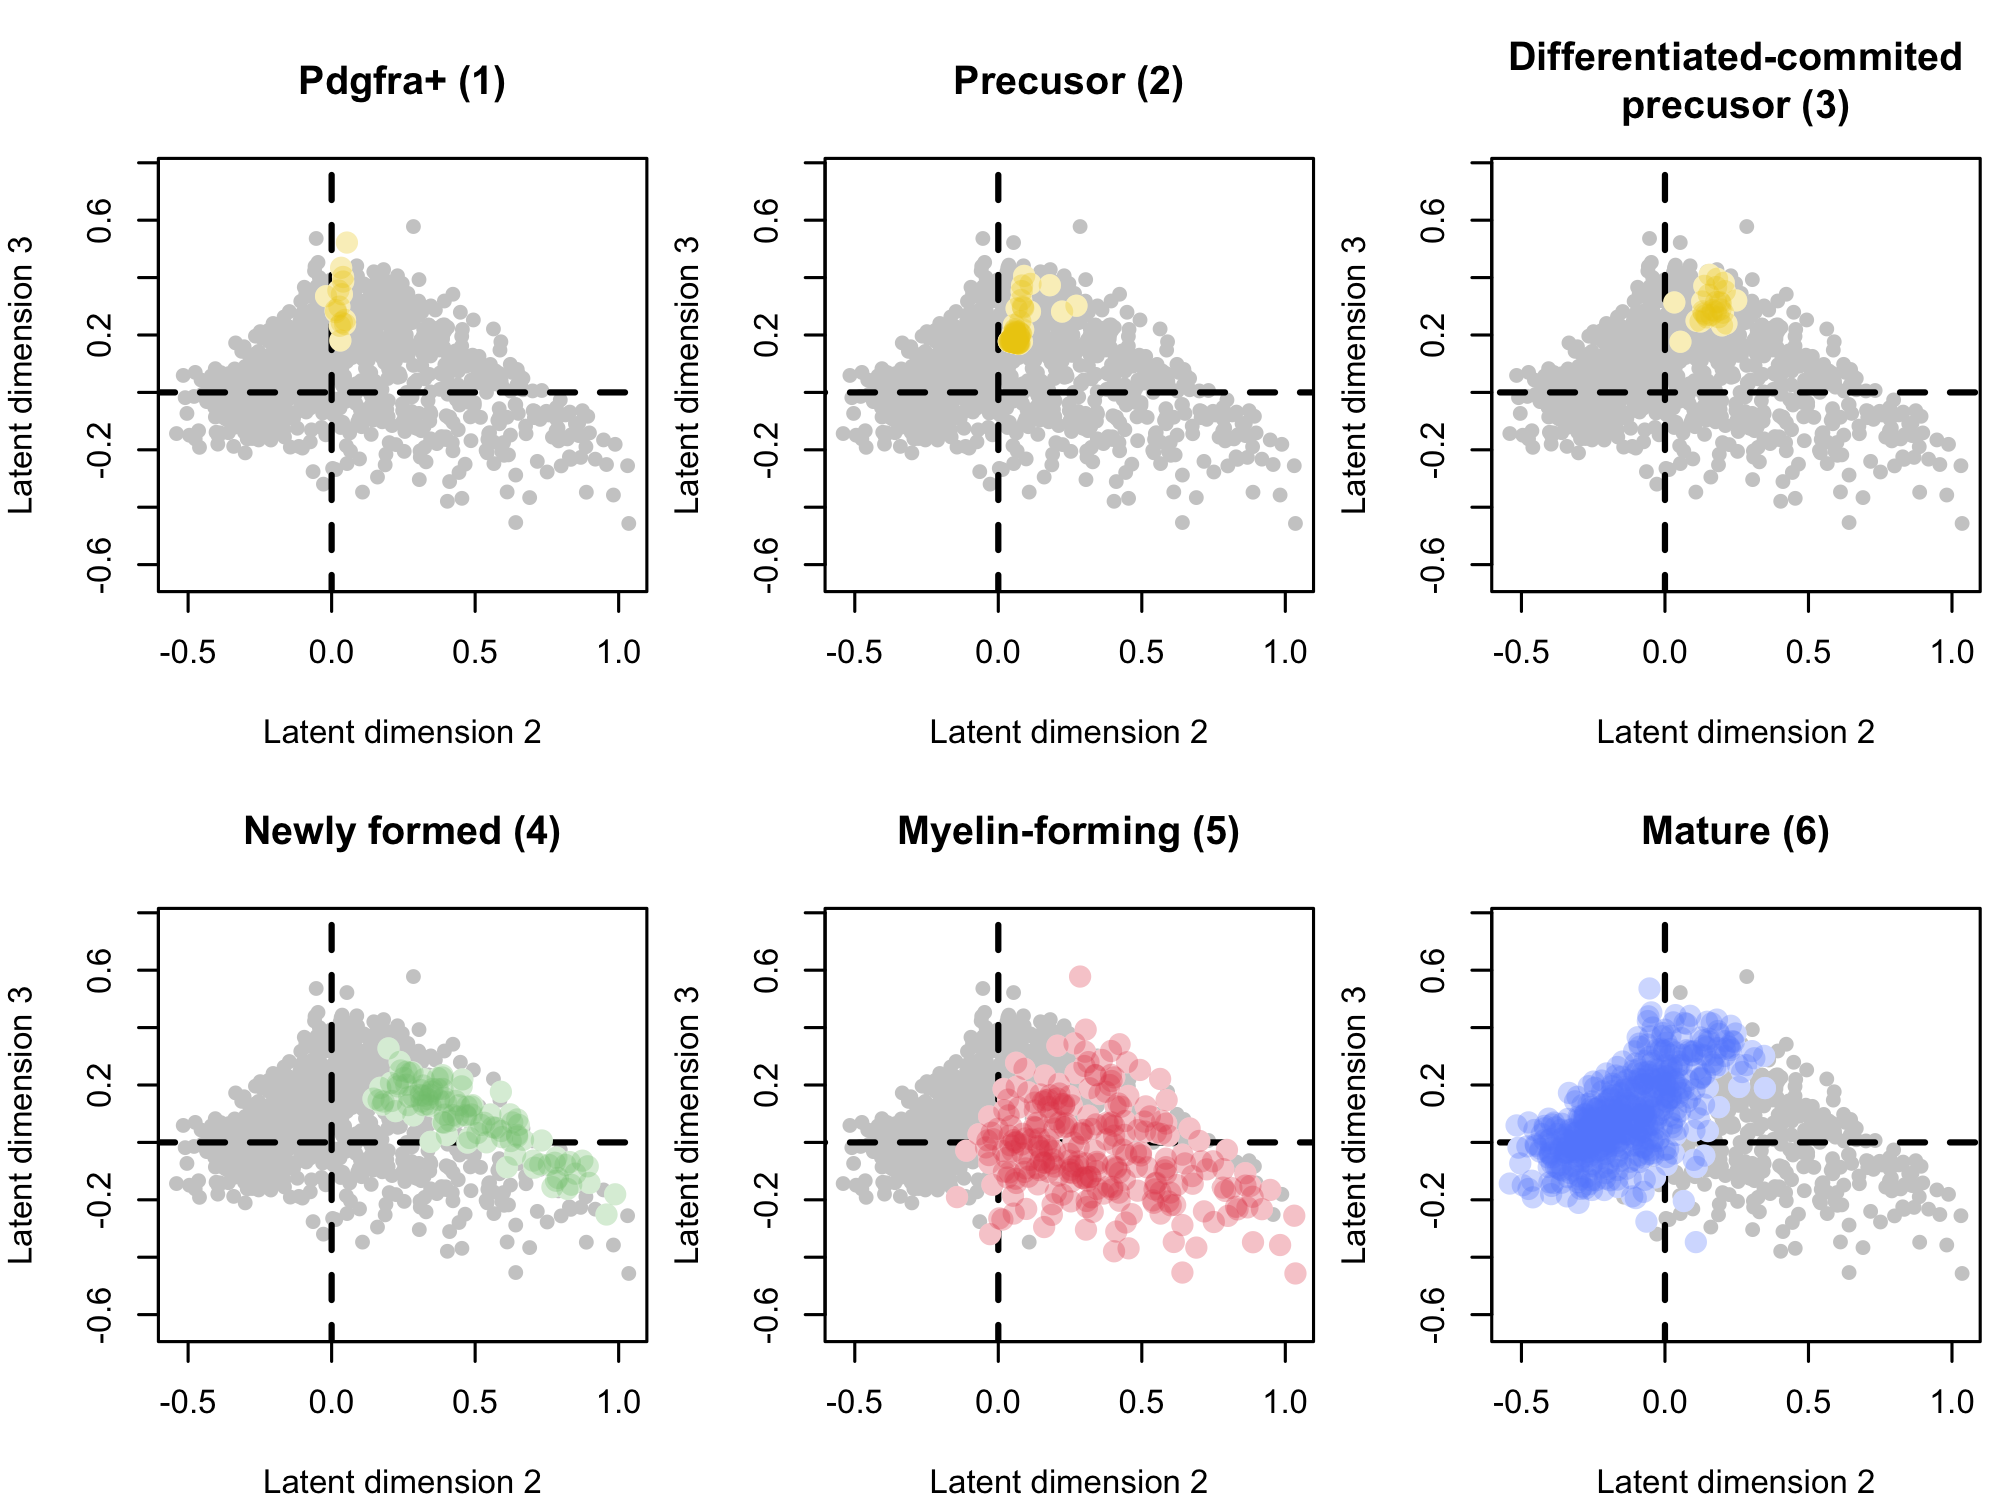 Pdgfra+ (1)
Latent dimension 3
0.6
0.2
-0.2
-0.6
-0.5 0.0 0.5 1.0
Latent dimension 2
Precusor (2)
Latent dimension 3
0.6
0.2
-0.2
-0.6
-0.5 0.0 0.5 1.0
Latent dimension 2
Differentiated-commited
precusor (3)
Latent dimension 3
0.6
0.2
-0.2
-0.6
-0.5 0.0 0.5 1.0
Latent dimension 2
Newly formed (4)
Latent dimension 3
0.6
0.2
-0.2
-0.6
-0.5 0.0 0.5 1.0
Latent dimension 2
Myelin-forming (5)
Latent dimension 3
0.6
0.2
-0.2
-0.6
-0.5 0.0 0.5 1.0
Latent dimension 2
Mature (6)
Latent dimension 3
0.6
0.2
-0.2
-0.6
-0.5 0.0 0.5 1.0
Latent dimension 2